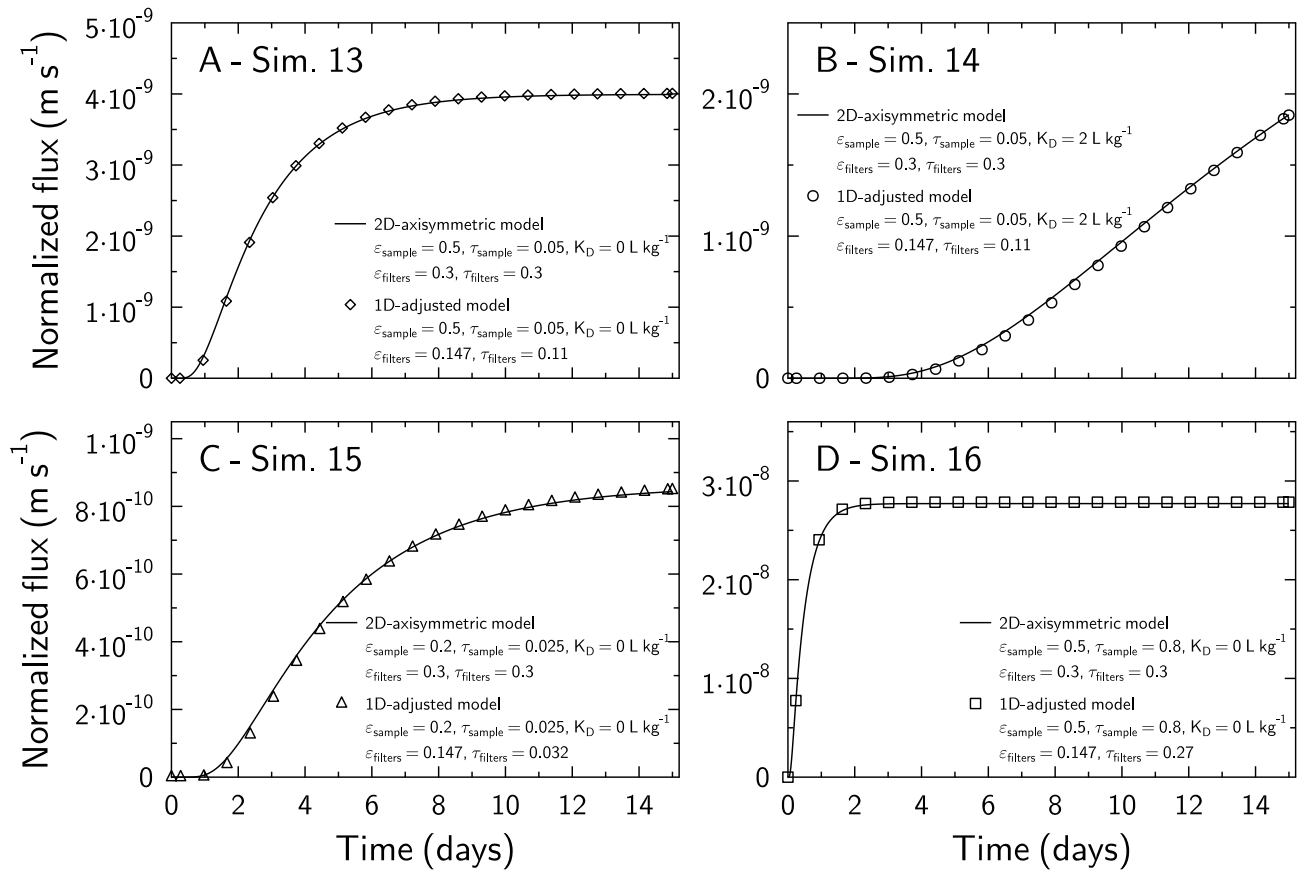 A - Sim. 13
Normalized flux (m s⁻¹)
5·10⁻⁹
4·10⁻⁹
3·10⁻⁹
2·10⁻⁹
1·10⁻⁹
0
2D-axisymmetric model
ε_sample = 0.5, τ_sample = 0.05, K_D = 0 L kg⁻¹
ε_filters = 0.3, τ_filters = 0.3
1D-adjusted model
ε_sample = 0.5, τ_sample = 0.05, K_D = 0 L kg⁻¹
ε_filters = 0.147, τ_filters = 0.11
B - Sim. 14
2·10⁻⁹
1·10⁻⁹
0
2D-axisymmetric model
ε_sample = 0.5, τ_sample = 0.05, K_D = 2 L kg⁻¹
ε_filters = 0.3, τ_filters = 0.3
1D-adjusted model
ε_sample = 0.5, τ_sample = 0.05, K_D = 2 L kg⁻¹
ε_filters = 0.147, τ_filters = 0.11
C - Sim. 15
Normalized flux (m s⁻¹)
1·10⁻⁹
8·10⁻¹⁰
6·10⁻¹⁰
4·10⁻¹⁰
2·10⁻¹⁰
0
2D-axisymmetric model
ε_sample = 0.2, τ_sample = 0.025, K_D = 0 L kg⁻¹
ε_filters = 0.3, τ_filters = 0.3
1D-adjusted model
ε_sample = 0.2, τ_sample = 0.025, K_D = 0 L kg⁻¹
ε_filters = 0.147, τ_filters = 0.032
0 2 4 6 8 10 12 14
Time (days)
D - Sim. 16
3·10⁻⁸
2·10⁻⁸
1·10⁻⁸
0
2D-axisymmetric model
ε_sample = 0.5, τ_sample = 0.8, K_D = 0 L kg⁻¹
ε_filters = 0.3, τ_filters = 0.3
1D-adjusted model
ε_sample = 0.5, τ_sample = 0.8, K_D = 0 L kg⁻¹
ε_filters = 0.147, τ_filters = 0.27
0 2 4 6 8 10 12 14
Time (days)